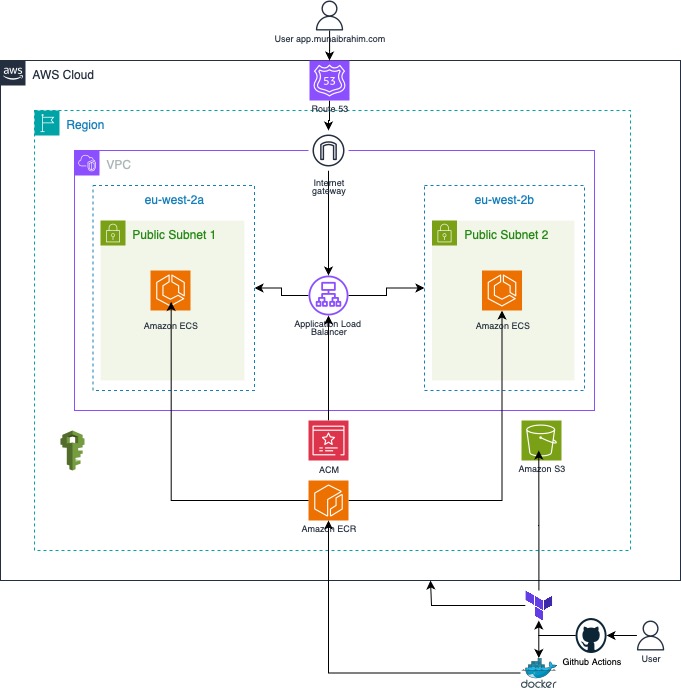 User app.munaibrahim.com
aws
AWS Cloud
53
Route 53
Region
VPC
Internet
gateway
eu-west-2a
eu-west-2b
Public Subnet 1
Public Subnet 2
Amazon ECS
Application Load
Balancer
Amazon ECS
ACM
Amazon S3
Amazon ECR
Github Actions
User
docker